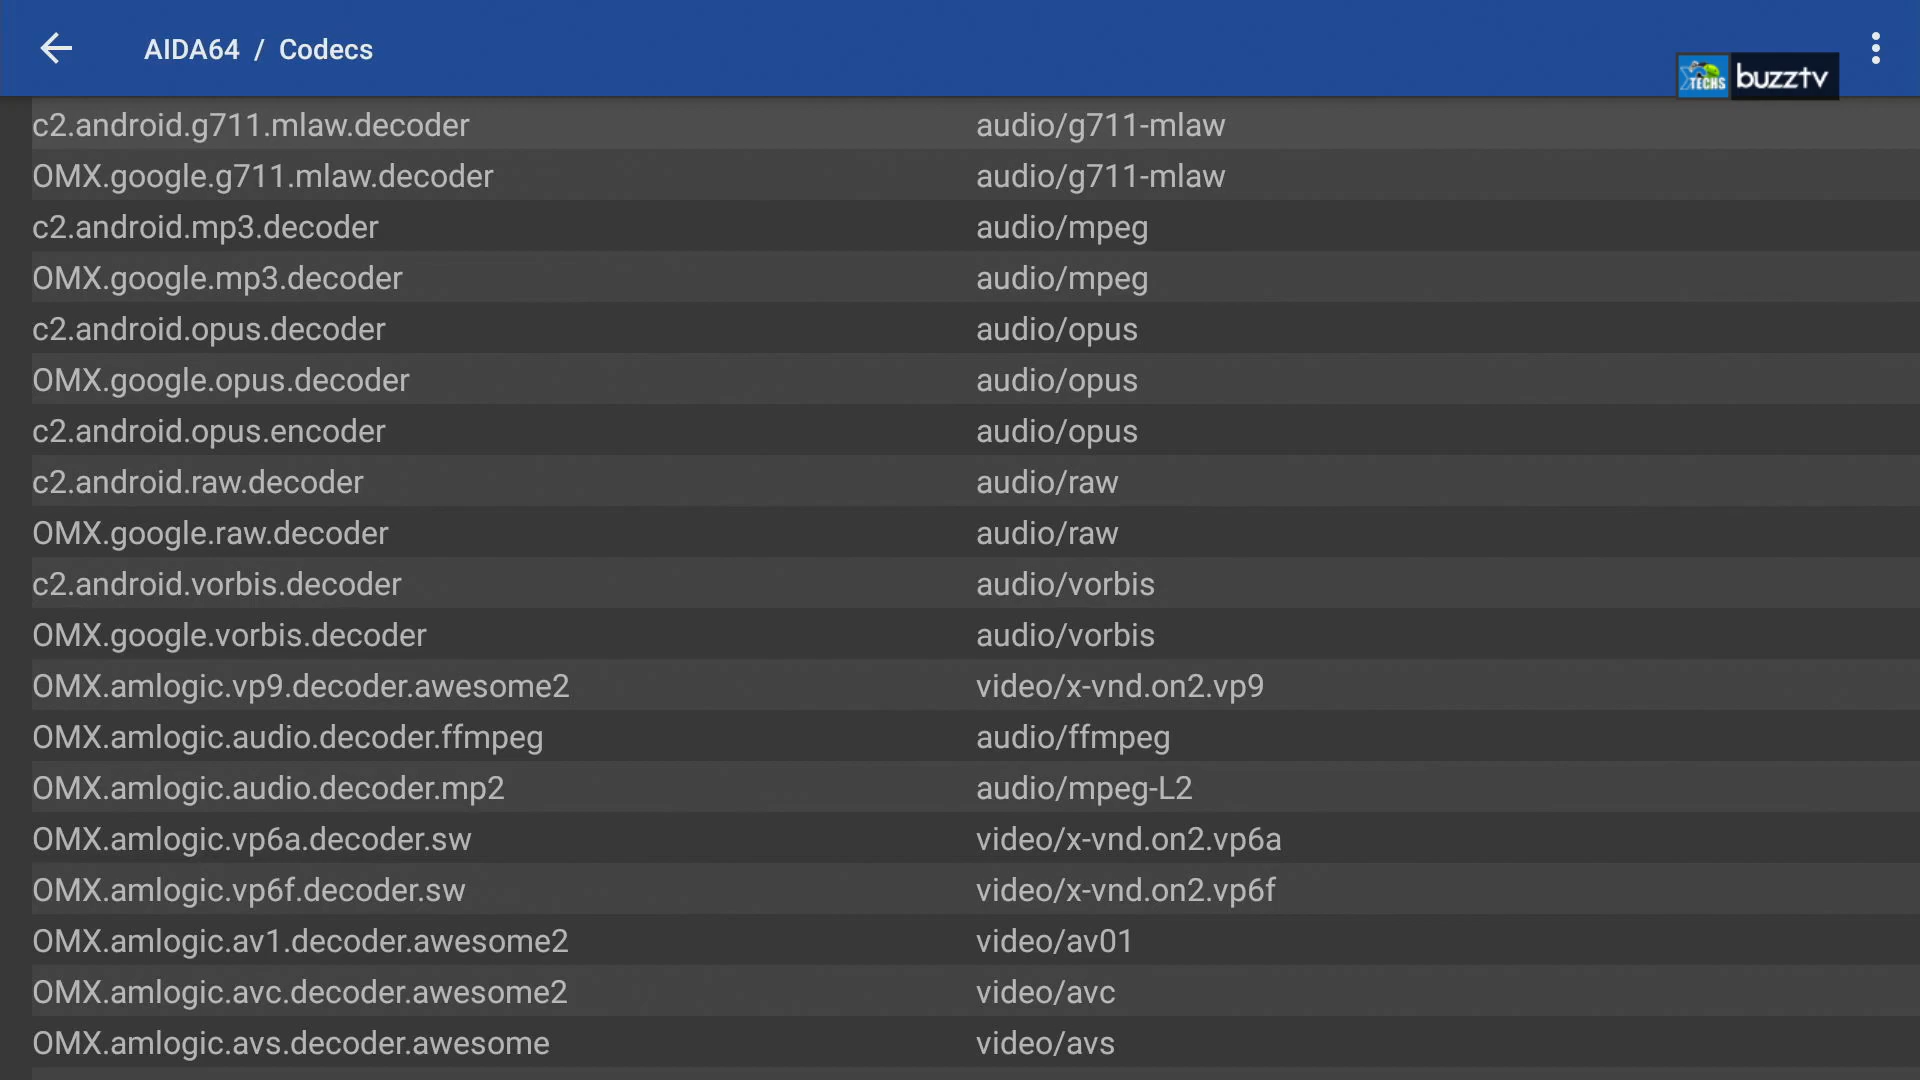 AIDA64 / Codecs
TECHS buzztv
c2.android.g711.mlaw.decoder audio/g711-mlaw
OMX.google.g711.mlaw.decoder audio/g711-mlaw
c2.android.mp3.decoder audio/mpeg
OMX.google.mp3.decoder audio/mpeg
c2.android.opus.decoder audio/opus
OMX.google.opus.decoder audio/opus
c2.android.opus.encoder audio/opus
c2.android.raw.decoder audio/raw
OMX.google.raw.decoder audio/raw
c2.android.vorbis.decoder audio/vorbis
OMX.google.vorbis.decoder audio/vorbis
OMX.amlogic.vp9.decoder.awesome2 video/x-vnd.on2.vp9
OMX.amlogic.audio.decoder.ffmpeg audio/ffmpeg
OMX.amlogic.audio.decoder.mp2 audio/mpeg-L2
OMX.amlogic.vp6a.decoder.sw video/x-vnd.on2.vp6a
OMX.amlogic.vp6f.decoder.sw video/x-vnd.on2.vp6f
OMX.amlogic.av1.decoder.awesome2 video/av01
OMX.amlogic.avc.decoder.awesome2 video/avc
OMX.amlogic.avs.decoder.awesome video/avs